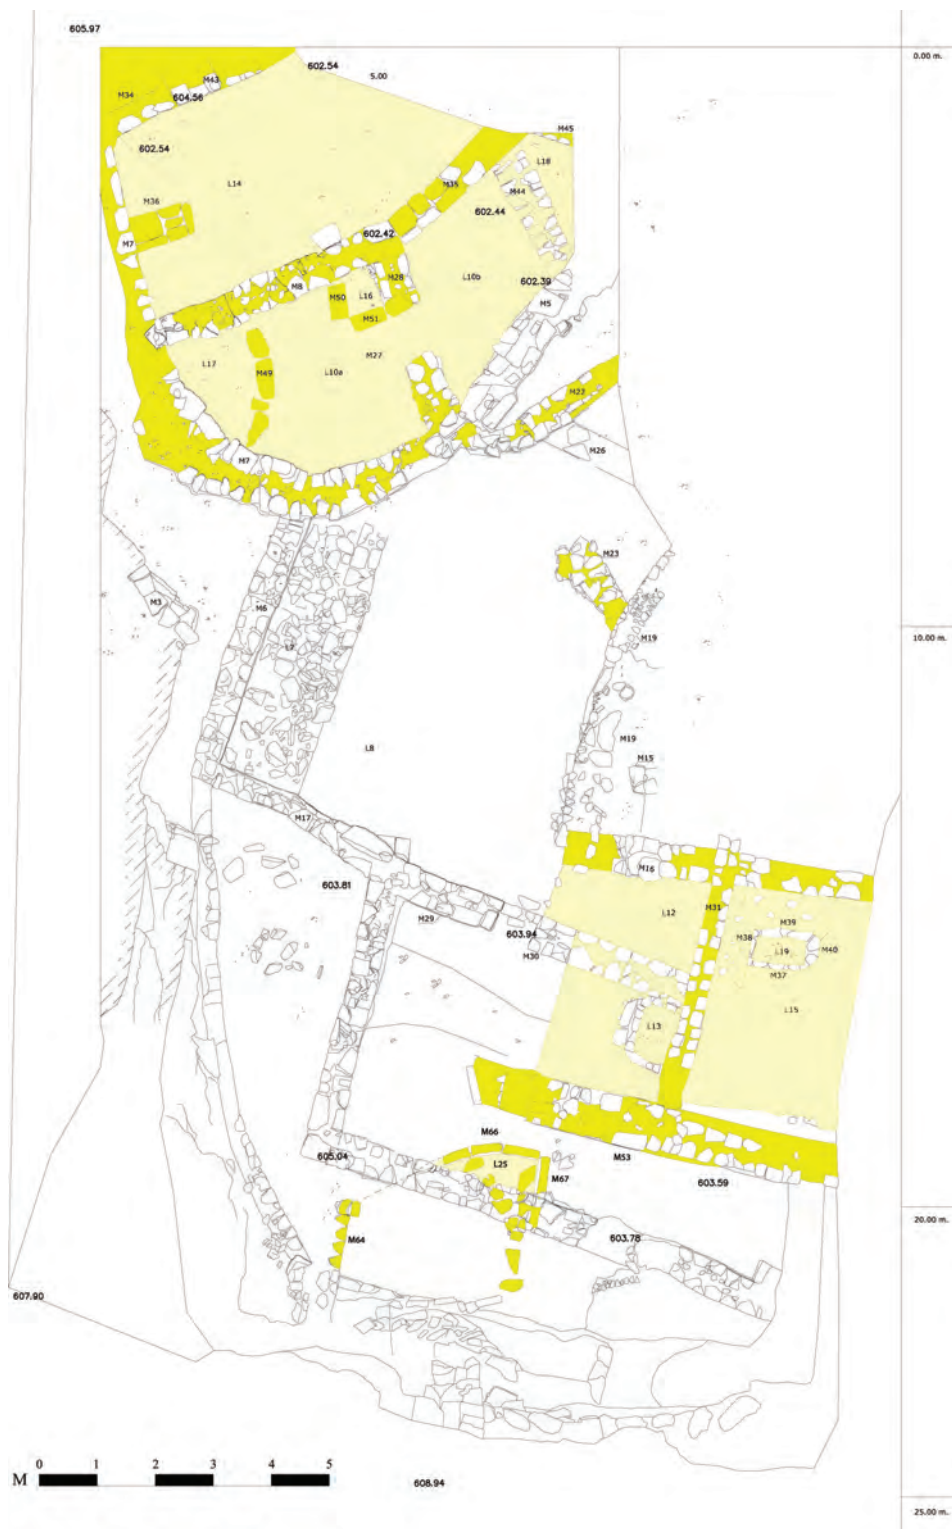 605.97
0.00 m.
602.54
5.00
M43
M34
604.56
M45
602.54
L18
L14
M35
M44
M36
602.44
602.42
M7
M28
L10b
602.39
M8
M50
L16
M5
M51
M27
L17
L10a
M49
M22
M7
M26
M23
M3
M6
10.00 m.
M19
L7
M19
L8
M15
M17
M16
603.81
M31
L12
M29
M39
603.94
M38
M40
L19
M30
M37
L15
L13
M66
M53
605.04
L25
M67
603.59
20.00 m.
M64
603.78
607.90
0 1 2 3 4 5
M
608.94
25.00 m.